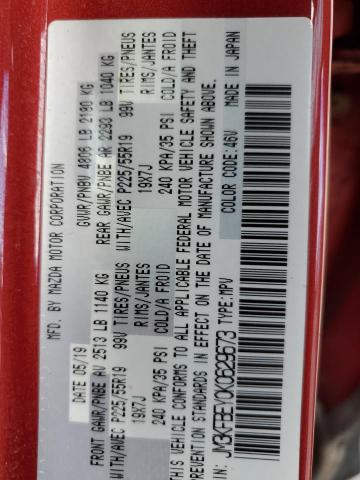 MFD. BY MAZDA MOTOR CORPORATION
DATE 05/19 GVWR/PNBV 4806 LB 2180 KG
FRONT GAWR/PNBE AV 2513 LB 1140 KG REAR GAWR/PNBE AR 2293 LB 1040 KG
WITH/AVEC P225/55R19 99V TIRES/PNEUS WITH/AVEC P225/55R19 99V TIRES/PNEUS
19X7J RIMS/JANTES 19X7J RIMS/JANTES
240 KPA/35 PSI COLD/A FROID 240 KPA/35 PSI COLD/A FROID
THIS VEHICLE CONFORMS TO ALL APPLICABLE FEDERAL MOTOR VEHICLE SAFETY AND THEFT
PREVENTION STANDARDS IN EFFECT ON THE DATE OF MANUFACTURE SHOWN ABOVE.
COLOR CODE:46V MADE IN JAPAN
TYPE:MPV